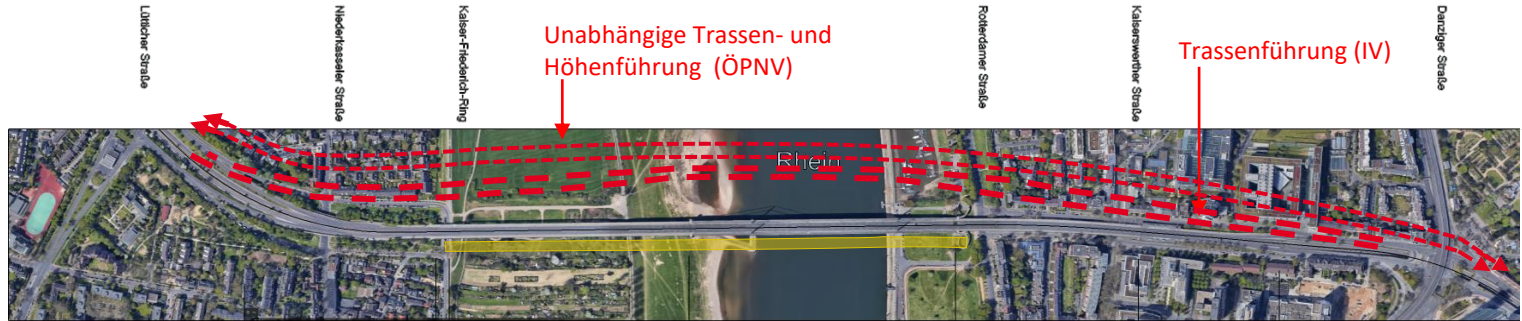 Lütticher Straße
Niederkasseler Straße
Kaiser-Friederich-Ring
Unabhängige Trassen- und
Höhenführung (ÖPNV)
Rotterdamer Straße
Kaiserswerther Straße
Trassenführung (IV)
Danziger Straße
Rhein